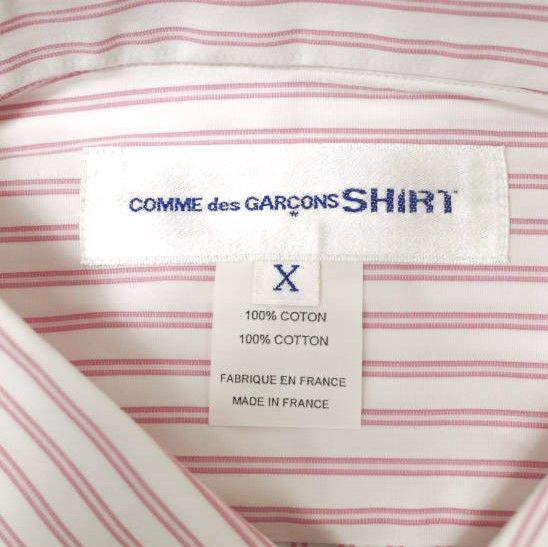 COMME des GARÇONS SHIRT
*
X
100% COTON
100% COTTON
FABRIQUE EN FRANCE
MADE IN FRANCE